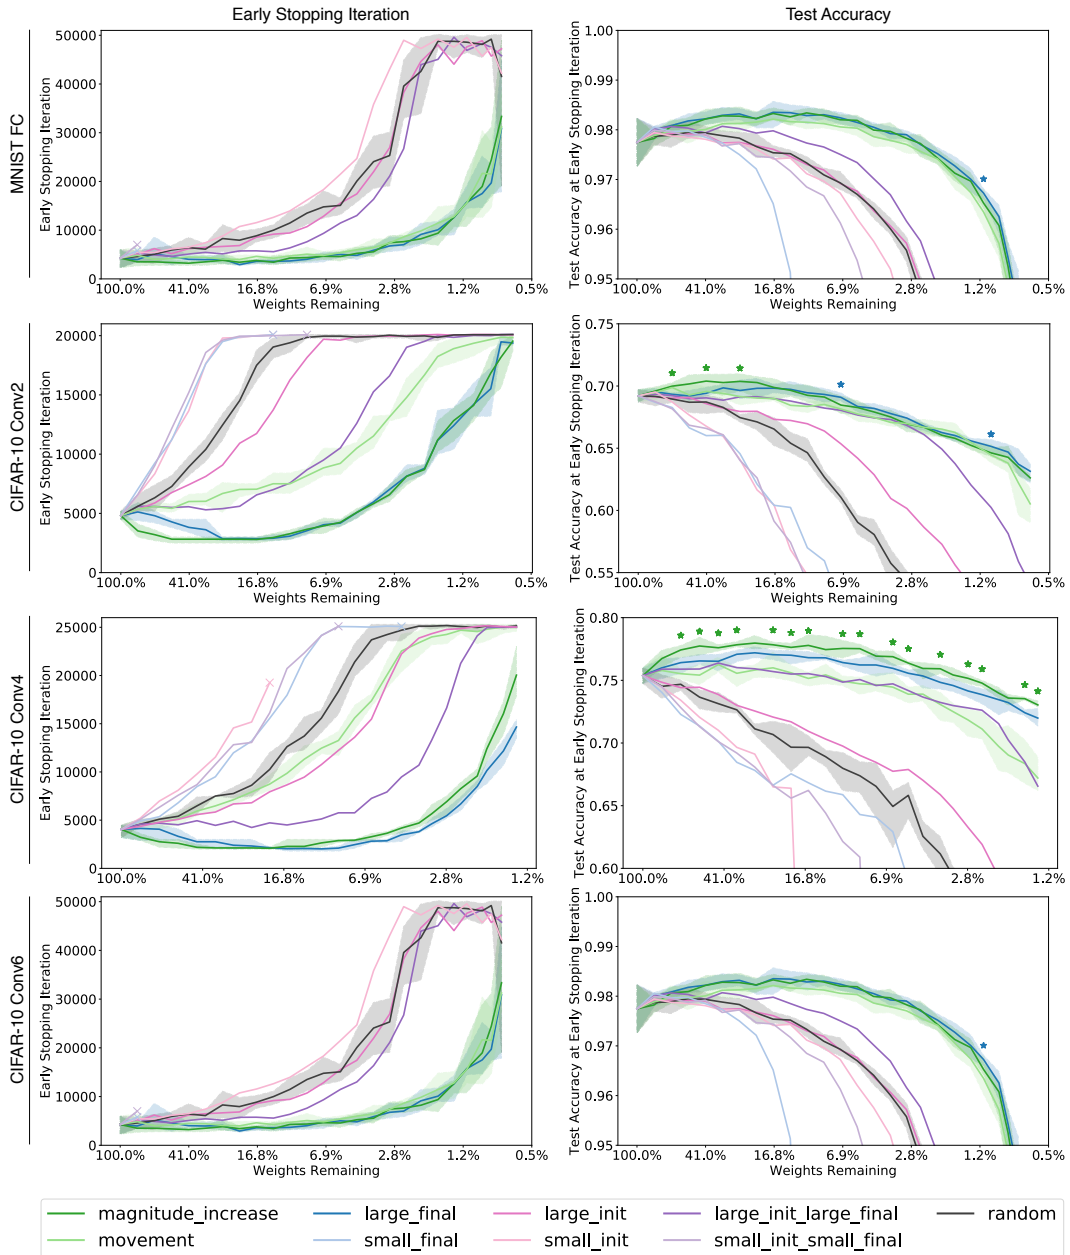 Early Stopping Iteration
Test Accuracy
MNIST FC
Early Stopping Iteration
50000
40000
30000
20000
10000
0
100.0% 41.0% 16.8% 6.9% 2.8% 1.2% 0.5%
Weights Remaining
Test Accuracy at Early Stopping Iteration
1.00
0.99
0.98
0.97
0.96
0.95
100.0% 41.0% 16.8% 6.9% 2.8% 1.2% 0.5%
Weights Remaining
CIFAR-10 Conv2
Early Stopping Iteration
20000
15000
10000
5000
0
100.0% 41.0% 16.8% 6.9% 2.8% 1.2% 0.5%
Weights Remaining
Test Accuracy at Early Stopping Iteration
0.75
0.70
0.65
0.60
0.55
100.0% 41.0% 16.8% 6.9% 2.8% 1.2% 0.5%
Weights Remaining
CIFAR-10 Conv4
Early Stopping Iteration
25000
20000
15000
10000
5000
0
100.0% 41.0% 16.8% 6.9% 2.8% 1.2%
Weights Remaining
Test Accuracy at Early Stopping Iteration
0.80
0.75
0.70
0.65
0.60
100.0% 41.0% 16.8% 6.9% 2.8% 1.2%
Weights Remaining
CIFAR-10 Conv6
Early Stopping Iteration
50000
40000
30000
20000
10000
0
100.0% 41.0% 16.8% 6.9% 2.8% 1.2% 0.5%
Weights Remaining
Test Accuracy at Early Stopping Iteration
1.00
0.99
0.98
0.97
0.96
0.95
100.0% 41.0% 16.8% 6.9% 2.8% 1.2% 0.5%
Weights Remaining
magnitude_increase large_final large_init large_init_large_final random
movement small_final small_init small_init_small_final